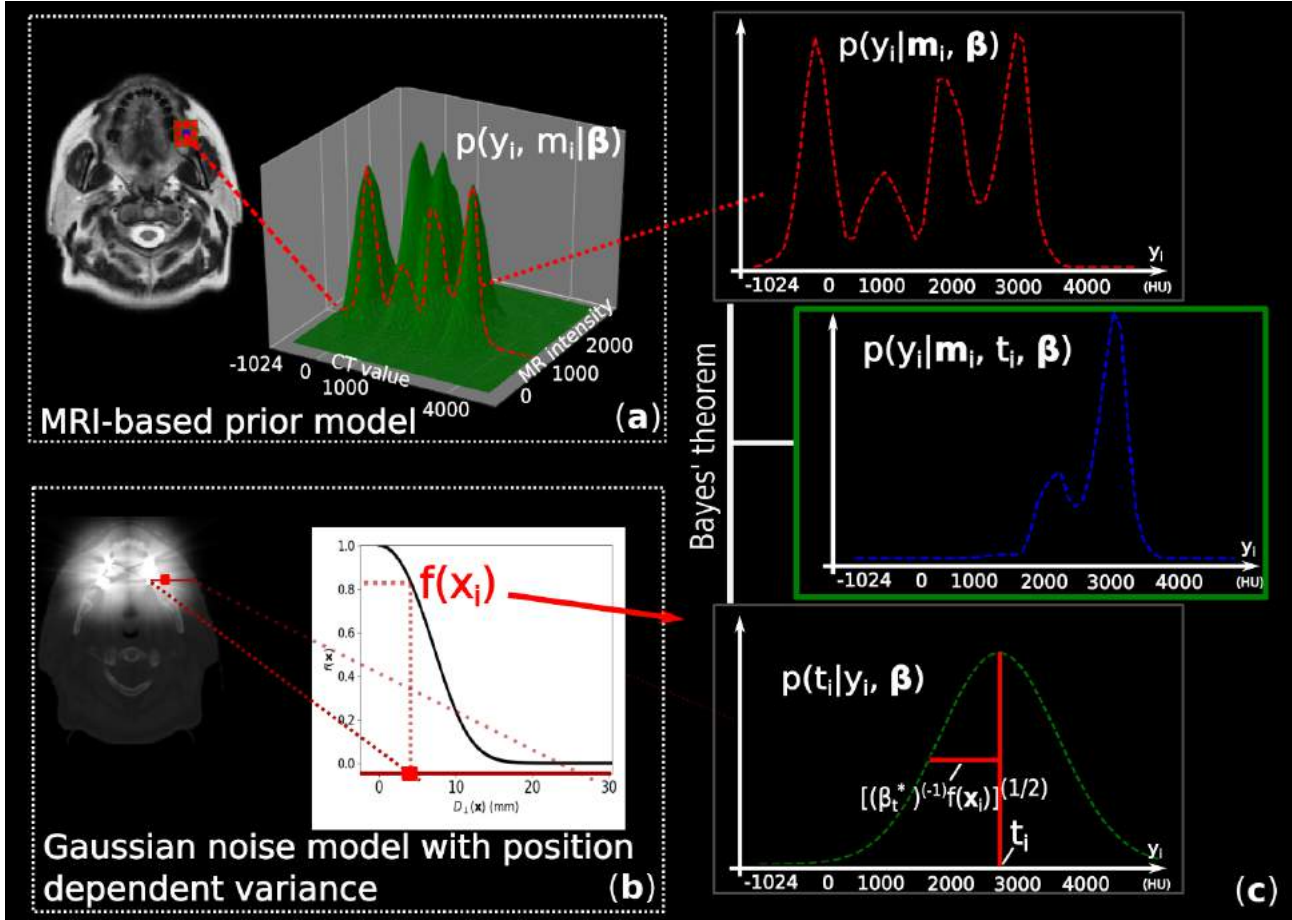 p(yᵢ, mᵢ|β)
-1024
0
1000
4000
CT value
0
1000
2000
MR intensity
MRI-based prior model
(a)
1.0
0.8
0.6
0.4
0.2
0.0
f(x)
f(xᵢ)
0
10
20
30
D⊥(x) (mm)
Gaussian noise model with position
dependent variance
(b)
p(yᵢ|mᵢ, β)
yᵢ
-1024 0 1000 2000 3000 4000 (HU)
Bayes' theorem
p(yᵢ|mᵢ, tᵢ, β)
yᵢ
-1024 0 1000 2000 3000 4000 (HU)
p(tᵢ|yᵢ, β)
[(βₜ*)⁽⁻¹⁾f(xᵢ)]⁽¹/²⁾
tᵢ
yᵢ
-1024 0 1000 2000 3000 4000 (HU)
(c)